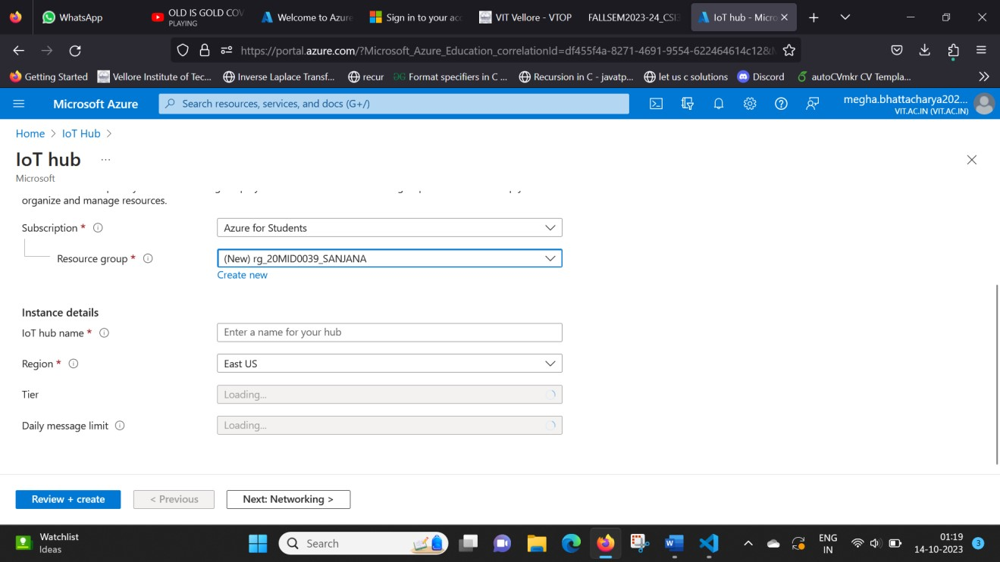 WhatsApp
OLD IS GOLD COV
PLAYING
Welcome to Azure
Sign in to your acc
VIT Vellore - VTOP
FALLSEM2023-24_CSI3
IoT hub - Micro
https://portal.azure.com/?Microsoft_Azure_Education_correlationId=df455f4a-8271-4691-9554-622464614c128&
Getting Started
Vellore Institute of Tec...
Inverse Laplace Transf...
recur
Format specifiers in C ...
Recursion in C - javatp...
let us c solutions
Discord
autoCVmkr CV Templa...
Microsoft Azure
Search resources, services, and docs (G+/)
megha.bhattacharya202...
VIT.AC.IN (VIT.AC.IN)
Home > IoT Hub >
IoT hub ...
Microsoft
organize and manage resources.
Subscription *
Azure for Students
Resource group *
(New) rg_20MID0039_SANJANA
Create new
Instance details
IoT hub name *
Enter a name for your hub
Region *
East US
Tier
Loading...
Daily message limit
Loading...
Review + create
< Previous
Next: Networking >
Watchlist
Ideas
Search
ENG
IN
01:19
14-10-2023
3